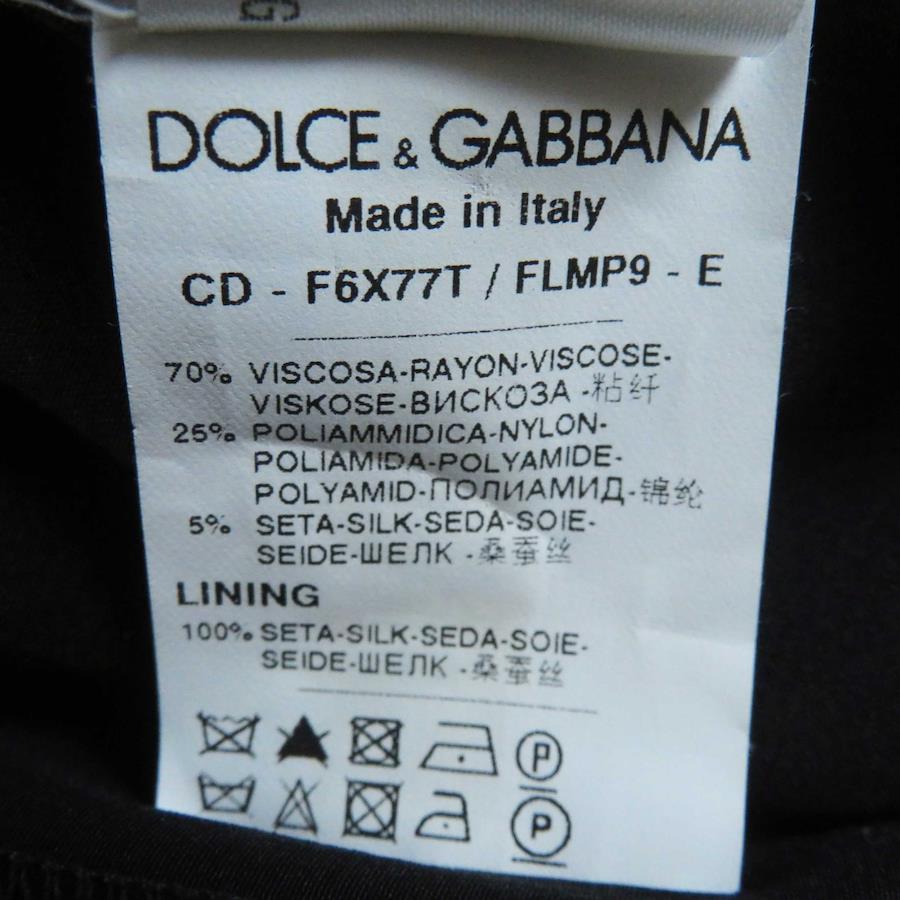 DOLCE & GABBANA
Made in Italy
CD - F6X77T / FLMP9 - E
70% VISCOSA-RAYON-VISCOSE-
VISKOSE-ВИСКОЗА -粘纤
25% POLIAMMIDICA-NYLON-
POLIAMIDA-POLYAMIDE-
POLYAMID-ПОЛИАМИД-锦纶
5% SETA-SILK-SEDA-SOIE-
SEIDE-ШЕЛК -桑蚕丝
LINING
100% SETA-SILK-SEDA-SOIE-
SEIDE-ШЕЛК -桑蚕丝
P
P